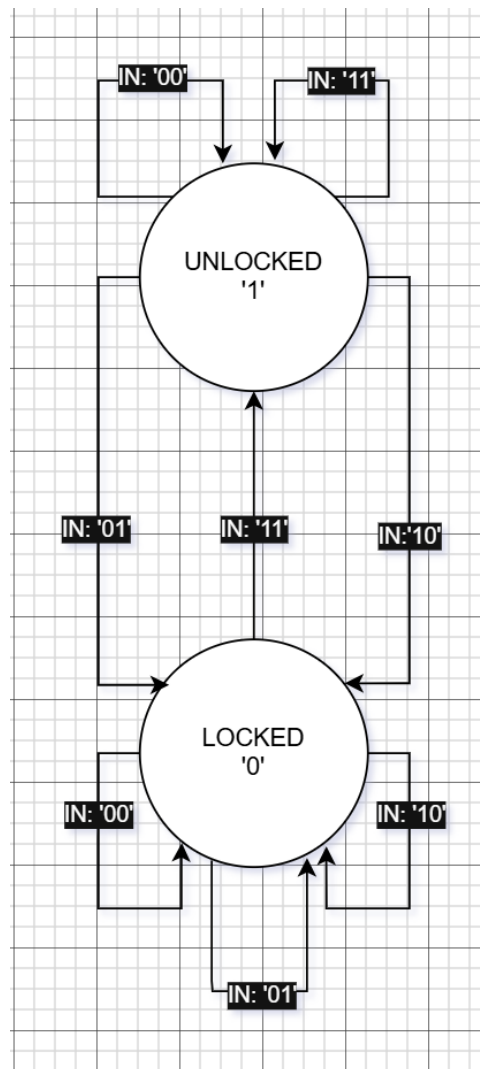 IN: '00'
IN: '11'
UNLOCKED
'1'
IN: '01'
IN: '11'
IN:'10'
LOCKED
'0'
IN: '00'
IN: '10'
IN: '01'